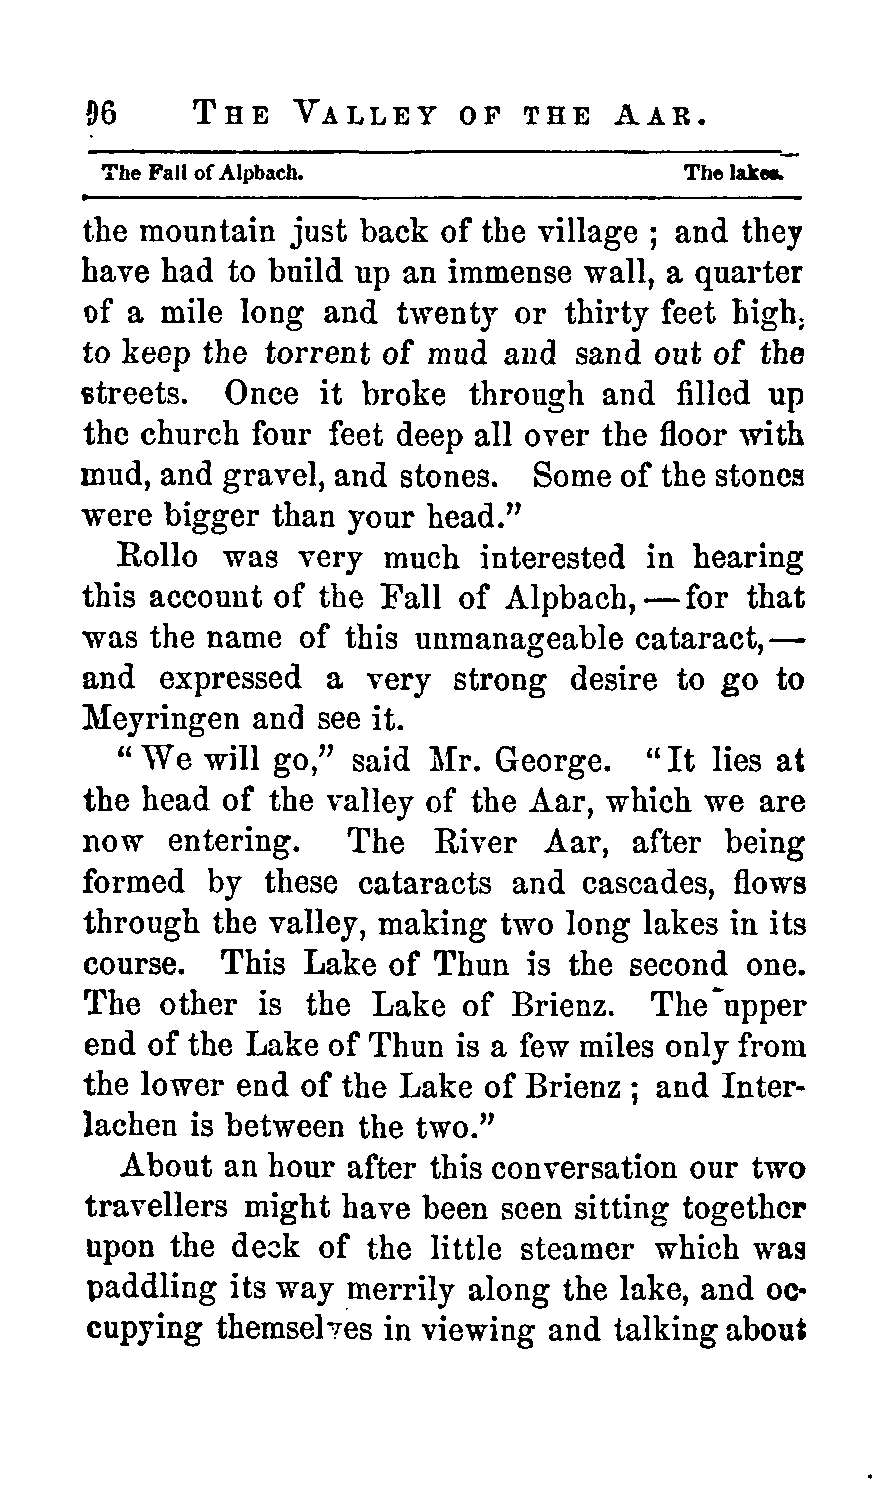 96 THE VALLEY OF THE AAR.
The Fall of Alpbach. The lakes.
the mountain just back of the village ; and they
have had to build up an immense wall, a quarter
of a mile long and twenty or thirty feet high,
to keep the torrent of mud and sand out of the
streets. Once it broke through and filled up
the church four feet deep all over the floor with
mud, and gravel, and stones. Some of the stones
were bigger than your head.”
Rollo was very much interested in hearing
this account of the Fall of Alpbach, — for that
was the name of this unmanageable cataract, —
and expressed a very strong desire to go to
Meyringen and see it.
“ We will go,” said Mr. George. “ It lies at
the head of the valley of the Aar, which we are
now entering. The River Aar, after being
formed by these cataracts and cascades, flows
through the valley, making two long lakes in its
course. This Lake of Thun is the second one.
The other is the Lake of Brienz. The upper
end of the Lake of Thun is a few miles only from
the lower end of the Lake of Brienz ; and Inter-
lachen is between the two.”
About an hour after this conversation our two
travellers might have been seen sitting together
upon the deck of the little steamer which was
paddling its way merrily along the lake, and oc-
cupying themselves in viewing and talking about